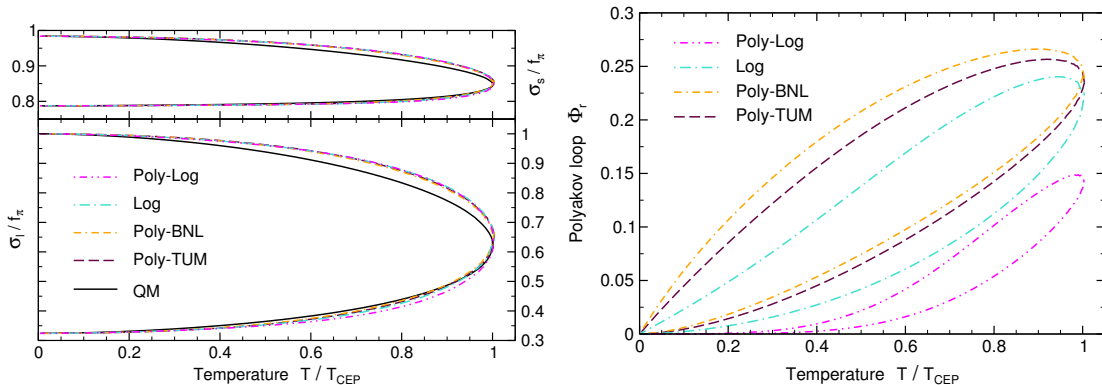 0.9
0.8
σs / fπ
1
0.9
0.8
0.7
0.6
0.5
0.4
0.3
σl / fπ
Poly-Log
Log
Poly-BNL
Poly-TUM
QM
0 0.2 0.4 0.6 0.8 1
Temperature T / TCEP
0.3
0.25
0.2
0.15
0.1
0.05
0
Polyakov loop Φr
Poly-Log
Log
Poly-BNL
Poly-TUM
0 0.2 0.4 0.6 0.8 1
Temperature T / TCEP